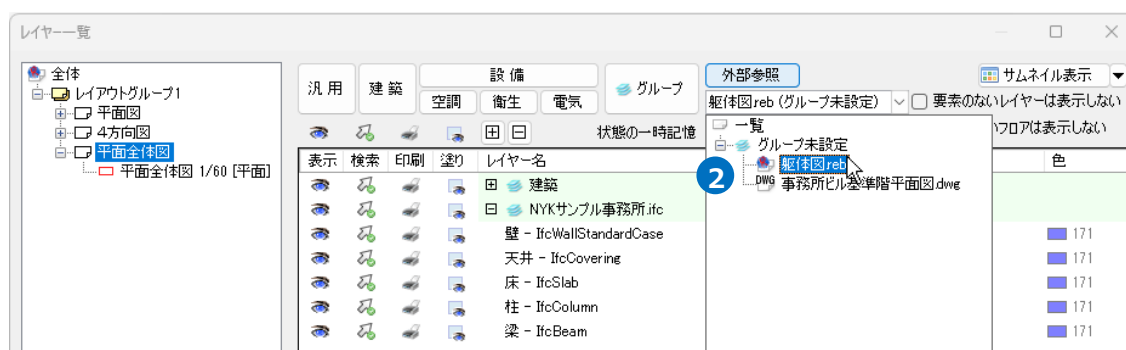 レイヤー一覧
全体
レイアウトグループ1
平面図
4方向図
平面全体図
平面全体図 1/60 [平面]
汎用
建築
設備
空調
衛生
電気
グループ
外部参照
サムネイル表示
躯体図.reb (グループ未設定)
要素のないレイヤーは表示しない
状態の一時記憶
いフロアは表示しない
一覧
グループ未設定
躯体図.reb
事務所ビル基準階平面図.dwg
2
表示 検索 印刷 塗り レイヤー名 色
建築
NYKサンプル事務所.ifc
壁 - IfcWallStandardCase 171
天井 - IfcCovering 171
床 - IfcSlab 171
柱 - IfcColumn 171
梁 - IfcBeam 171